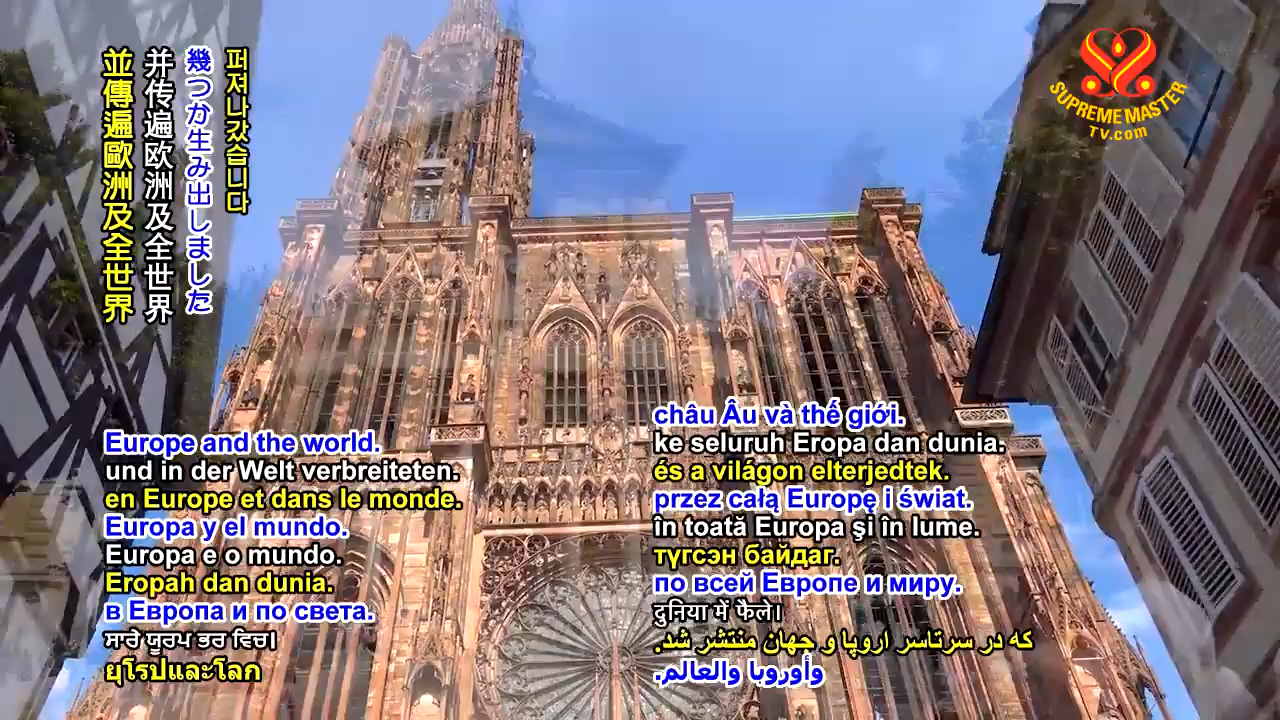 SUPREME MASTER
TV.com
並傳遍歐洲及全世界
并传遍欧洲及全世界
幾つか生み出しました
퍼져나갔습니다
Europe and the world.
und in der Welt verbreiteten.
en Europe et dans le monde.
Europa y el mundo.
Europa e o mundo.
Eropah dan dunia.
в Европа и по света.
ਸਾਰੇ ਯੂਰਪ ਭਰ ਵਿਚ।
ยุโรปและโลก
châu Âu và thế giới.
ke seluruh Eropa dan dunia.
és a világon elterjedtek.
przez całą Europę i świat.
în toată Europa şi în lume.
түгсэн байдаг.
по всей Европе и миру.
दुनिया में फैले।
که در سرتاسر اروپا و جهان منتشر شد.
وأوروبا والعالم.